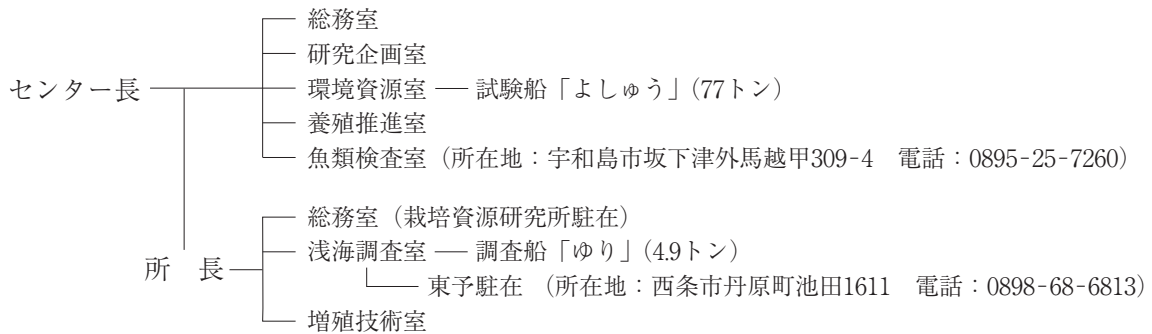 総務室
研究企画室
センター長
環境資源室 試験船「よしゅう」(77トン)
養殖推進室
魚類検査室（所在地：宇和島市坂下津外馬越甲309-4　電話：0895-25-7260）
総務室（栽培資源研究所駐在）
浅海調査室 調査船「ゆり」(4.9トン)
所　長
東予駐在　（所在地：西条市丹原町池田1611　電話：0898-68-6813）
増殖技術室